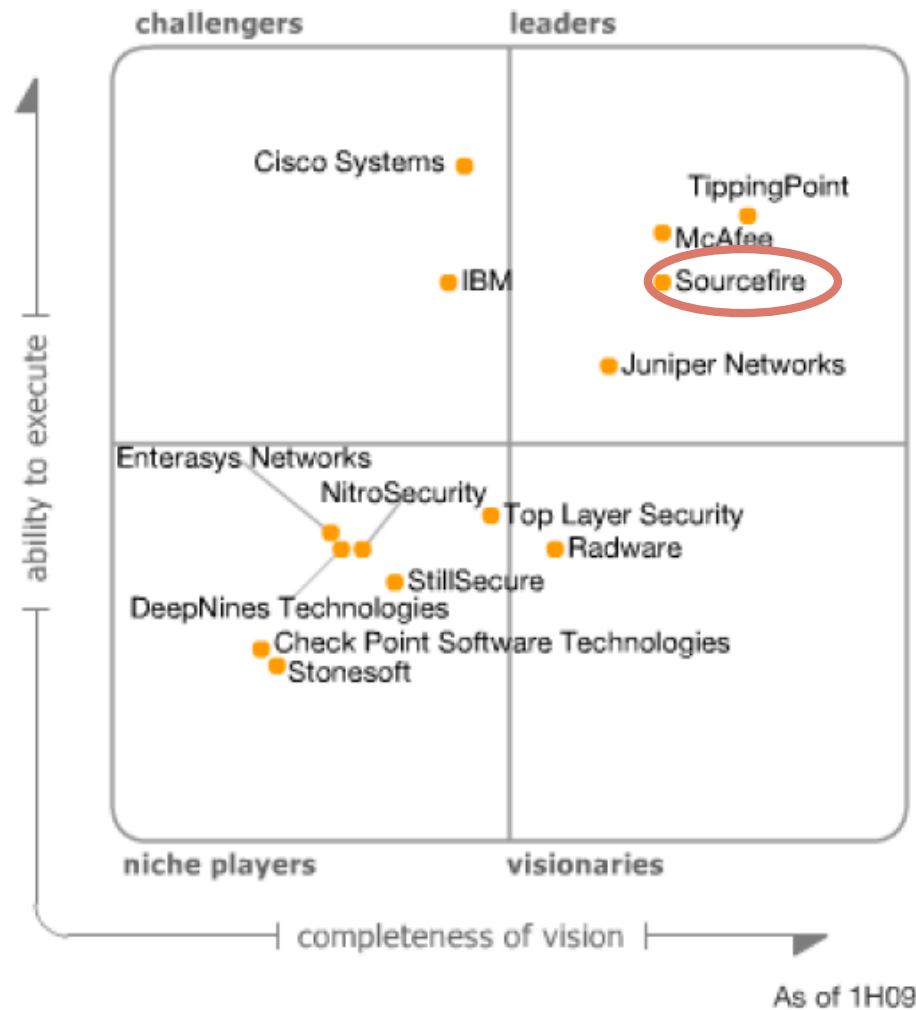 challengers
leaders
Cisco Systems
TippingPoint
McAfee
IBM
Sourcefire
Juniper Networks
ability to execute
Enterasys Networks
NitroSecurity
Top Layer Security
Radware
StillSecure
DeepNines Technologies
Check Point Software Technologies
Stonesoft
niche players
visionaries
completeness of vision
As of 1H09